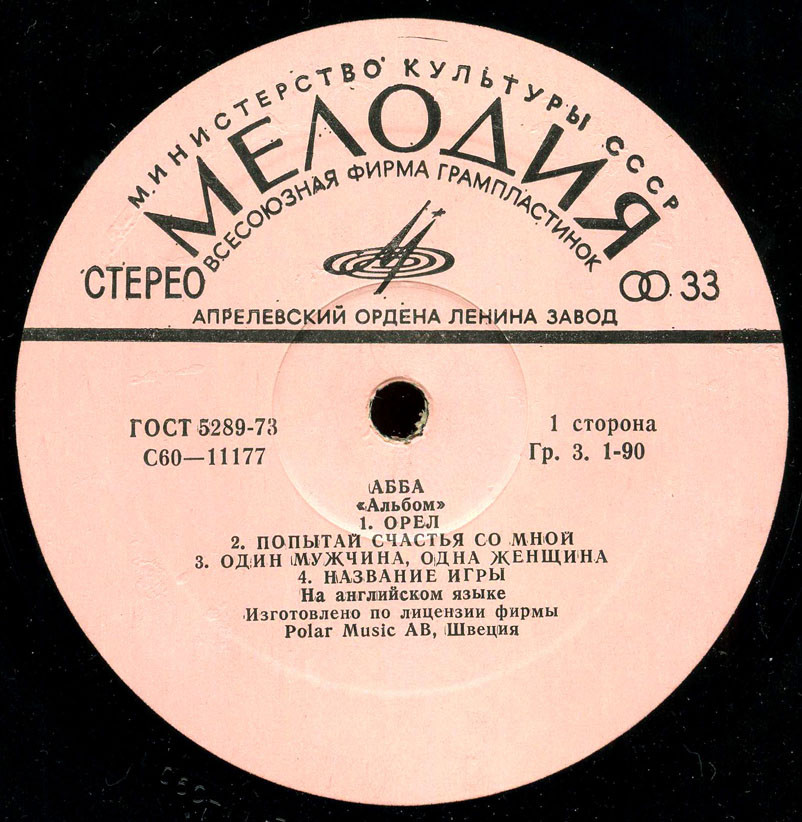 МИНИСТЕРСТВО КУЛЬТУРЫ СССР
МЕЛОДИЯ
ВСЕСОЮЗНАЯ ФИРМА ГРАМПЛАСТИНОК
СТЕРЕО
33
АПРЕЛЕВСКИЙ ОРДЕНА ЛЕНИНА ЗАВОД
ГОСТ 5289-73
1 сторона
С60—11177
Гр. 3. 1-90
АББА
«Альбом»
1. ОРЕЛ
2. ПОПЫТАЙ СЧАСТЬЯ СО МНОЙ
3. ОДИН МУЖЧИНА, ОДНА ЖЕНЩИНА
4. НАЗВАНИЕ ИГРЫ
На английском языке
Изготовлено по лицензии фирмы
Polar Music AB, Швеция